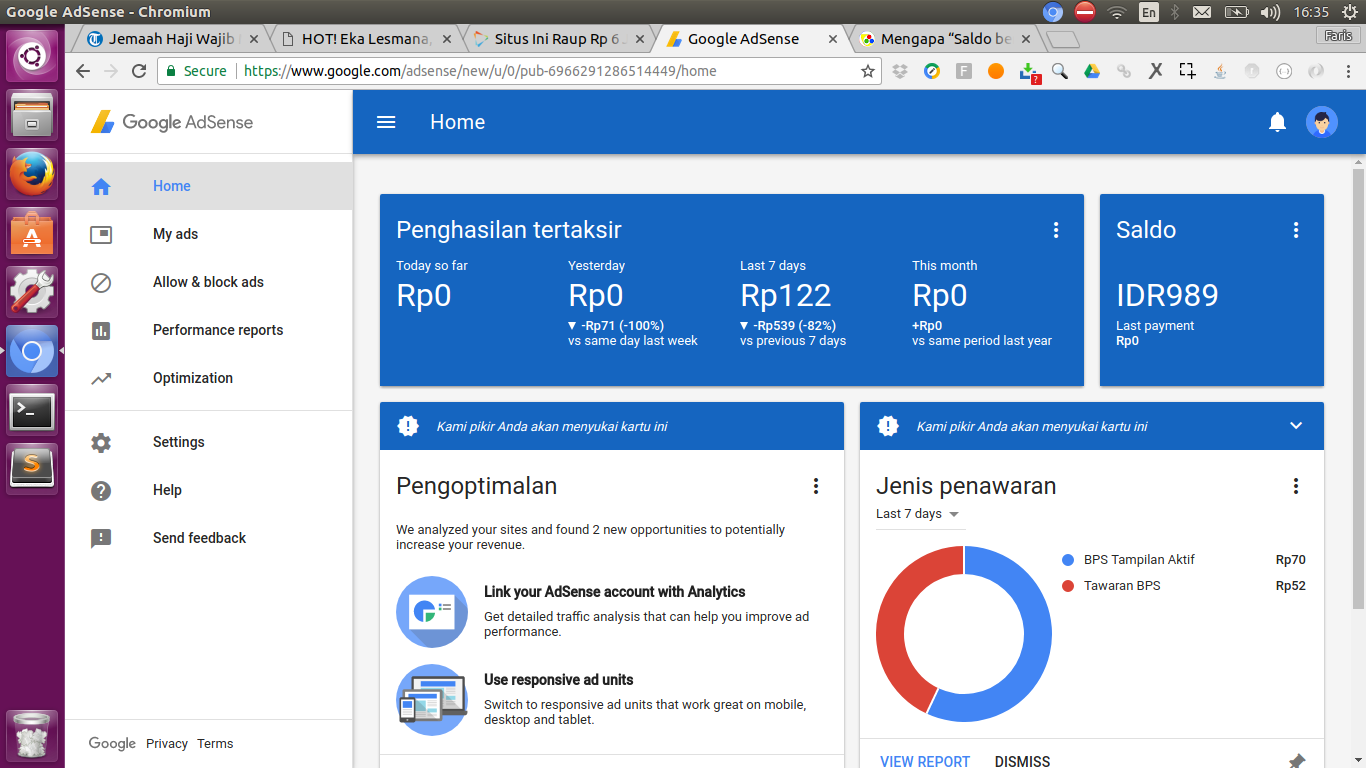 Google AdSense - Chromium
En
16:35
Jemaah Haji Wajib
HOT! Eka Lesmana,
Situs Ini Raup Rp 6
Google AdSense
Mengapa “Saldo be
Faris
Secure
https://www.google.com/adsense/new/u/0/pub-6966291286514449/home
Google AdSense
Home
Home
My ads
Allow & block ads
Performance reports
Optimization
Settings
Help
Send feedback
Google Privacy Terms
Penghasilan tertaksir
Today so far
Rp0
Yesterday
Rp0
-Rp71 (-100%)
vs same day last week
Last 7 days
Rp122
-Rp539 (-82%)
vs previous 7 days
This month
Rp0
+Rp0
vs same period last year
Saldo
IDR989
Last payment
Rp0
Kami pikir Anda akan menyukai kartu ini
Pengoptimalan
We analyzed your sites and found 2 new opportunities to potentially
increase your revenue.
Link your AdSense account with Analytics
Get detailed traffic analysis that can help you improve ad
performance.
Use responsive ad units
Switch to responsive ad units that work great on mobile,
desktop and tablet.
Kami pikir Anda akan menyukai kartu ini
Jenis penawaran
Last 7 days
BPS Tampilan Aktif Rp70
Tawaran BPS Rp52
VIEW REPORT DISMISS